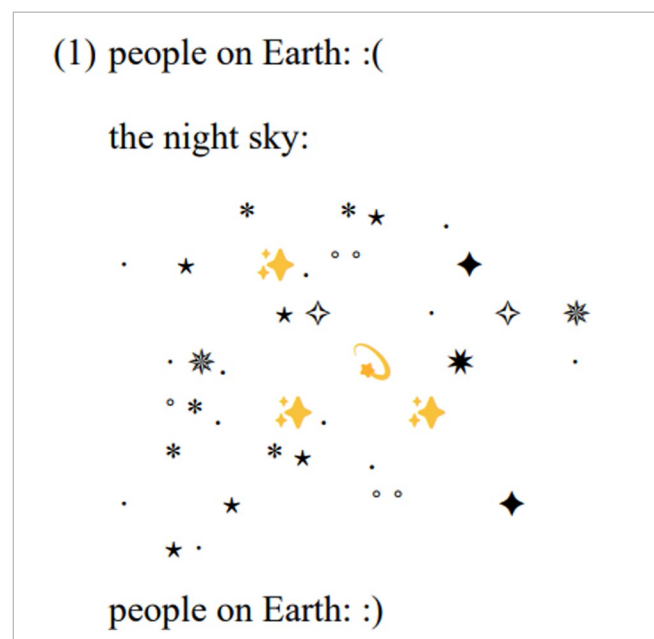 (1) people on Earth: :(
the night sky:
* * ⋆ .
· ⋆ ✨ . ° ° ✦
⋆ ✧ · ✧ ✵
· ✵ . 💫 ✷ ·
° * . ✨ . ✨
* * ⋆ .
· ⋆ ° ° ✦
⋆ ·
people on Earth: :)